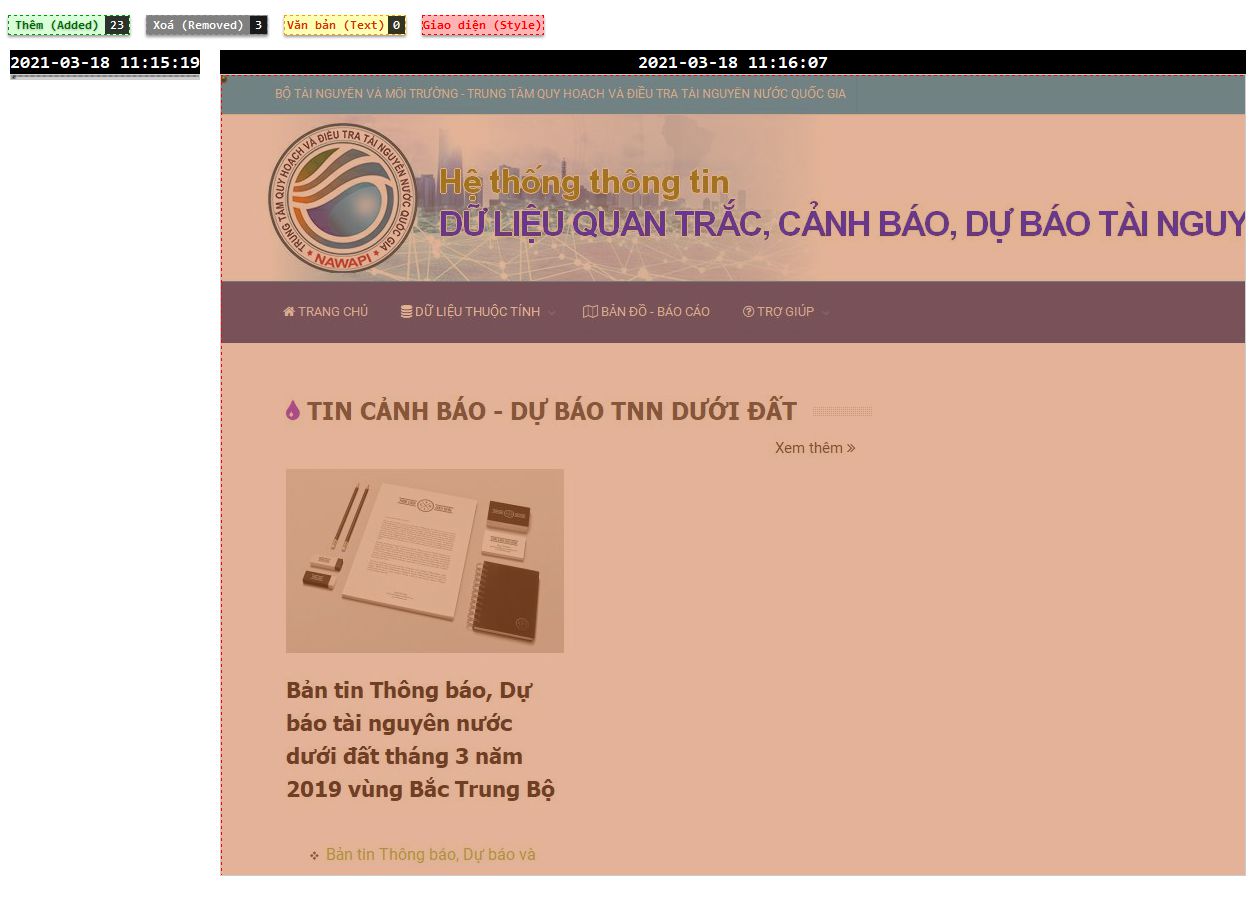 Thêm (Added) 23 Xoá (Removed) 3 Văn bản (Text) 0 Giao diện (Style)
2021-03-18 11:15:19
2021-03-18 11:16:07
BỘ TÀI NGUYÊN VÀ MÔI TRƯỜNG - TRUNG TÂM QUY HOẠCH VÀ ĐIỀU TRA TÀI NGUYÊN NƯỚC QUỐC GIA
TRUNG TÂM QUY HOẠCH VÀ ĐIỀU TRA TÀI NGUYÊN NƯỚC QUỐC GIA
NAWAPI
Hệ thống thông tin
DỮ LIỆU QUAN TRẮC, CẢNH BÁO, DỰ BÁO TÀI NGUY
TRANG CHỦ DỮ LIỆU THUỘC TÍNH BẢN ĐỒ - BÁO CÁO TRỢ GIÚP
TIN CẢNH BÁO - DỰ BÁO TNN DƯỚI ĐẤT
Xem thêm »
Bản tin Thông báo, Dự
báo tài nguyên nước
dưới đất tháng 3 năm
2019 vùng Bắc Trung Bộ
Bản tin Thông báo, Dự báo và